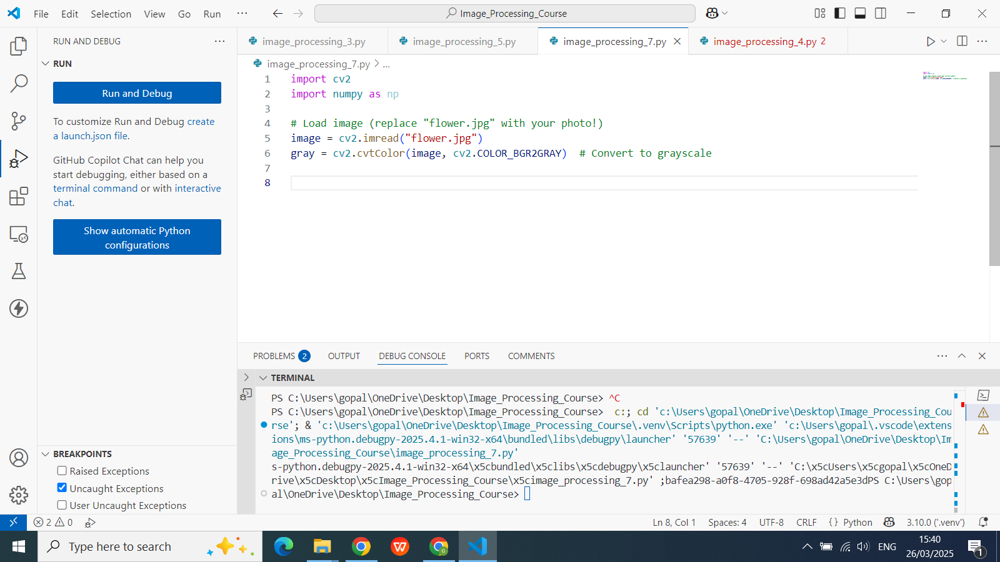 File Edit Selection View Go Run ···
Image_Processing_Course
RUN AND DEBUG ···
RUN
Run and Debug
To customize Run and Debug create
a launch.json file.
GitHub Copilot Chat can help you
start debugging, either based on a
terminal command or with interactive
chat.
Show automatic Python
configurations
BREAKPOINTS
Raised Exceptions
Uncaught Exceptions
User Uncaught Exceptions
image_processing_3.py image_processing_5.py image_processing_7.py image_processing_4.py 2
image_processing_7.py > ...
1 import cv2
2 import numpy as np
3
4 # Load image (replace "flower.jpg" with your photo!)
5 image = cv2.imread("flower.jpg")
6 gray = cv2.cvtColor(image, cv2.COLOR_BGR2GRAY)  # Convert to grayscale
7
8
PROBLEMS 2 OUTPUT DEBUG CONSOLE PORTS COMMENTS
TERMINAL
PS C:\Users\gopal\OneDrive\Desktop\Image_Processing_Course> ^C
PS C:\Users\gopal\OneDrive\Desktop\Image_Processing_Course>  c:; cd 'c:\Users\gopal\OneDrive\Desktop\Image_Processing_Cou
rse'; & 'c:\Users\gopal\OneDrive\Desktop\Image_Processing_Course\.venv\Scripts\python.exe' 'c:\Users\gopal\.vscode\extens
ions\ms-python.debugpy-2025.4.1-win32-x64\bundled\libs\debugpy\launcher' '57639' '--' 'C:\Users\gopal\OneDrive\Desktop\Im
age_Processing_Course\image_processing_7.py'
s-python.debugpy-2025.4.1-win32-x64\x5cbundled\x5clibs\x5cdebugpy\x5clauncher' '57639' '--' 'C:\x5cUsers\x5cgopal\x5cOneD
rive\x5cDesktop\x5cImage_Processing_Course\x5cimage_processing_7.py' ;bafea298-a0f8-4705-928f-698ad42a5e3dPS C:\Users\gop
al\OneDrive\Desktop\Image_Processing_Course>
2 0 Ln 8, Col 1 Spaces: 4 UTF-8 CRLF {} Python 3.10.0 ('.venv')
Type here to search
ENG
15:40
26/03/2025
1